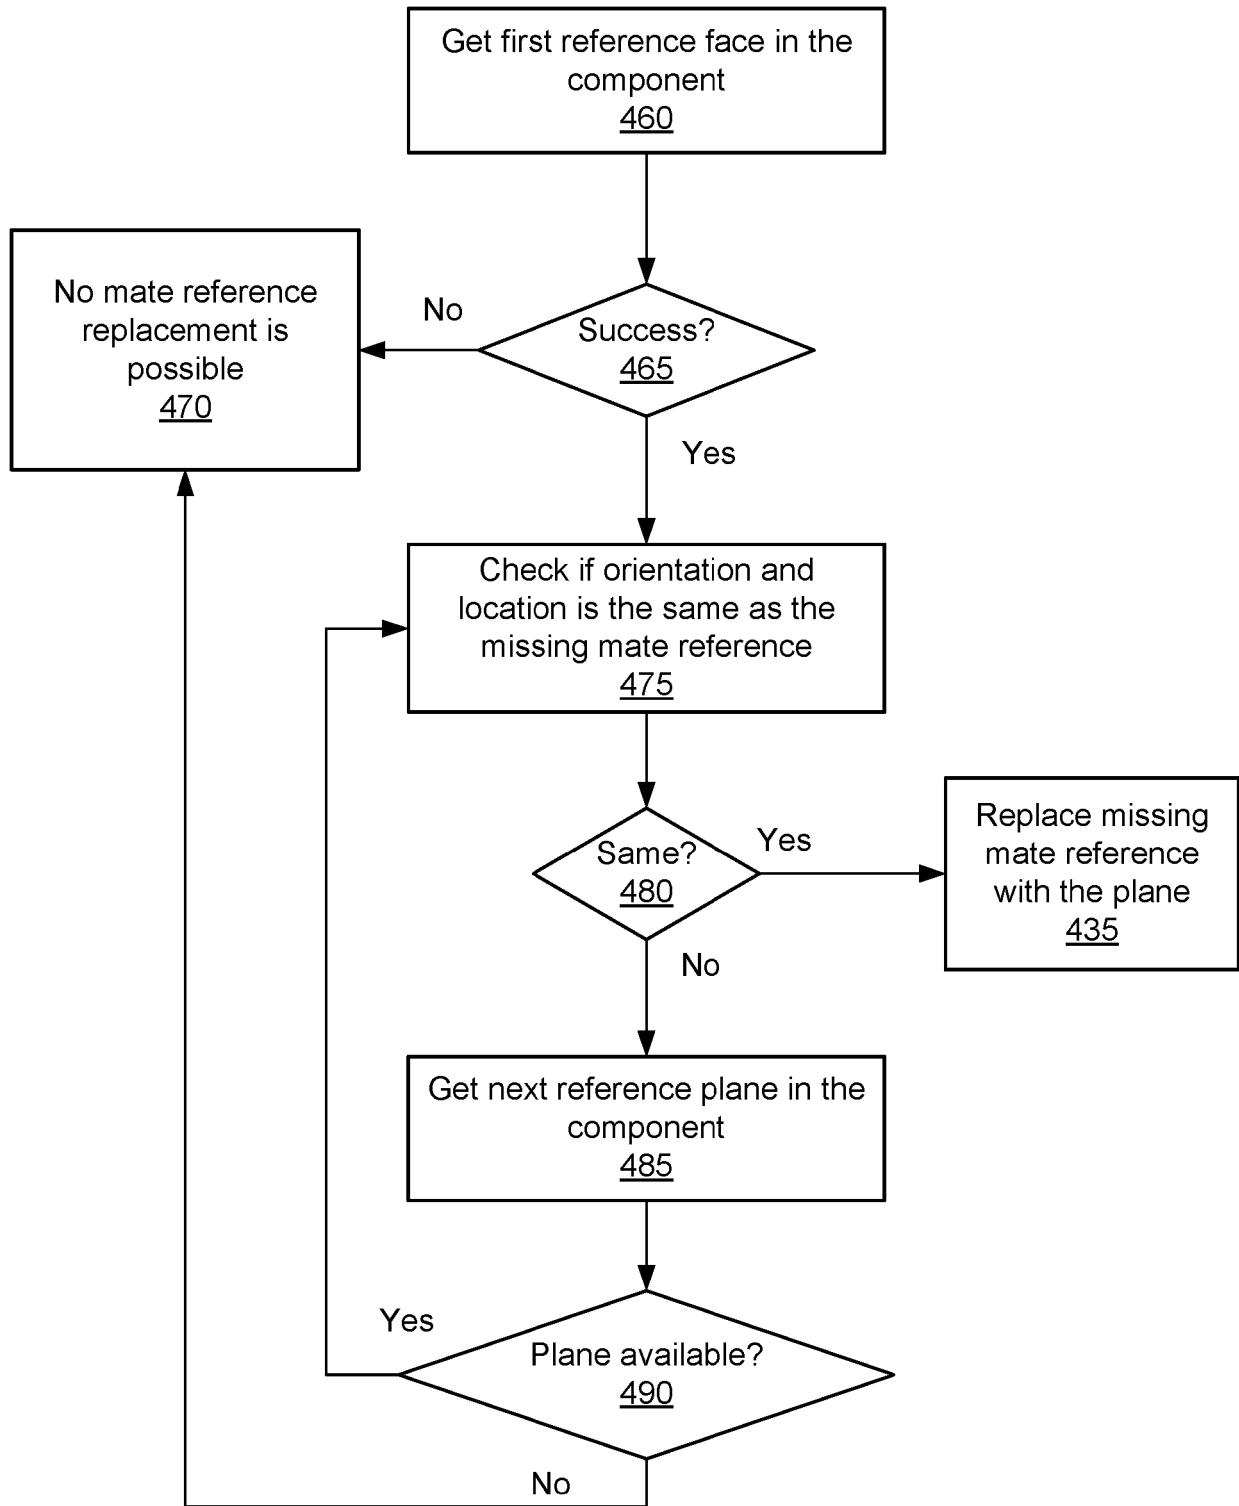 Get first reference face in the
component
460
No mate reference
replacement is
possible
470
No
Success?
465
Yes
Check if orientation and
location is the same as the
missing mate reference
475
Same?
480
Yes
Replace missing
mate reference
with the plane
435
No
Get next reference plane in the
component
485
Yes
Plane available?
490
No